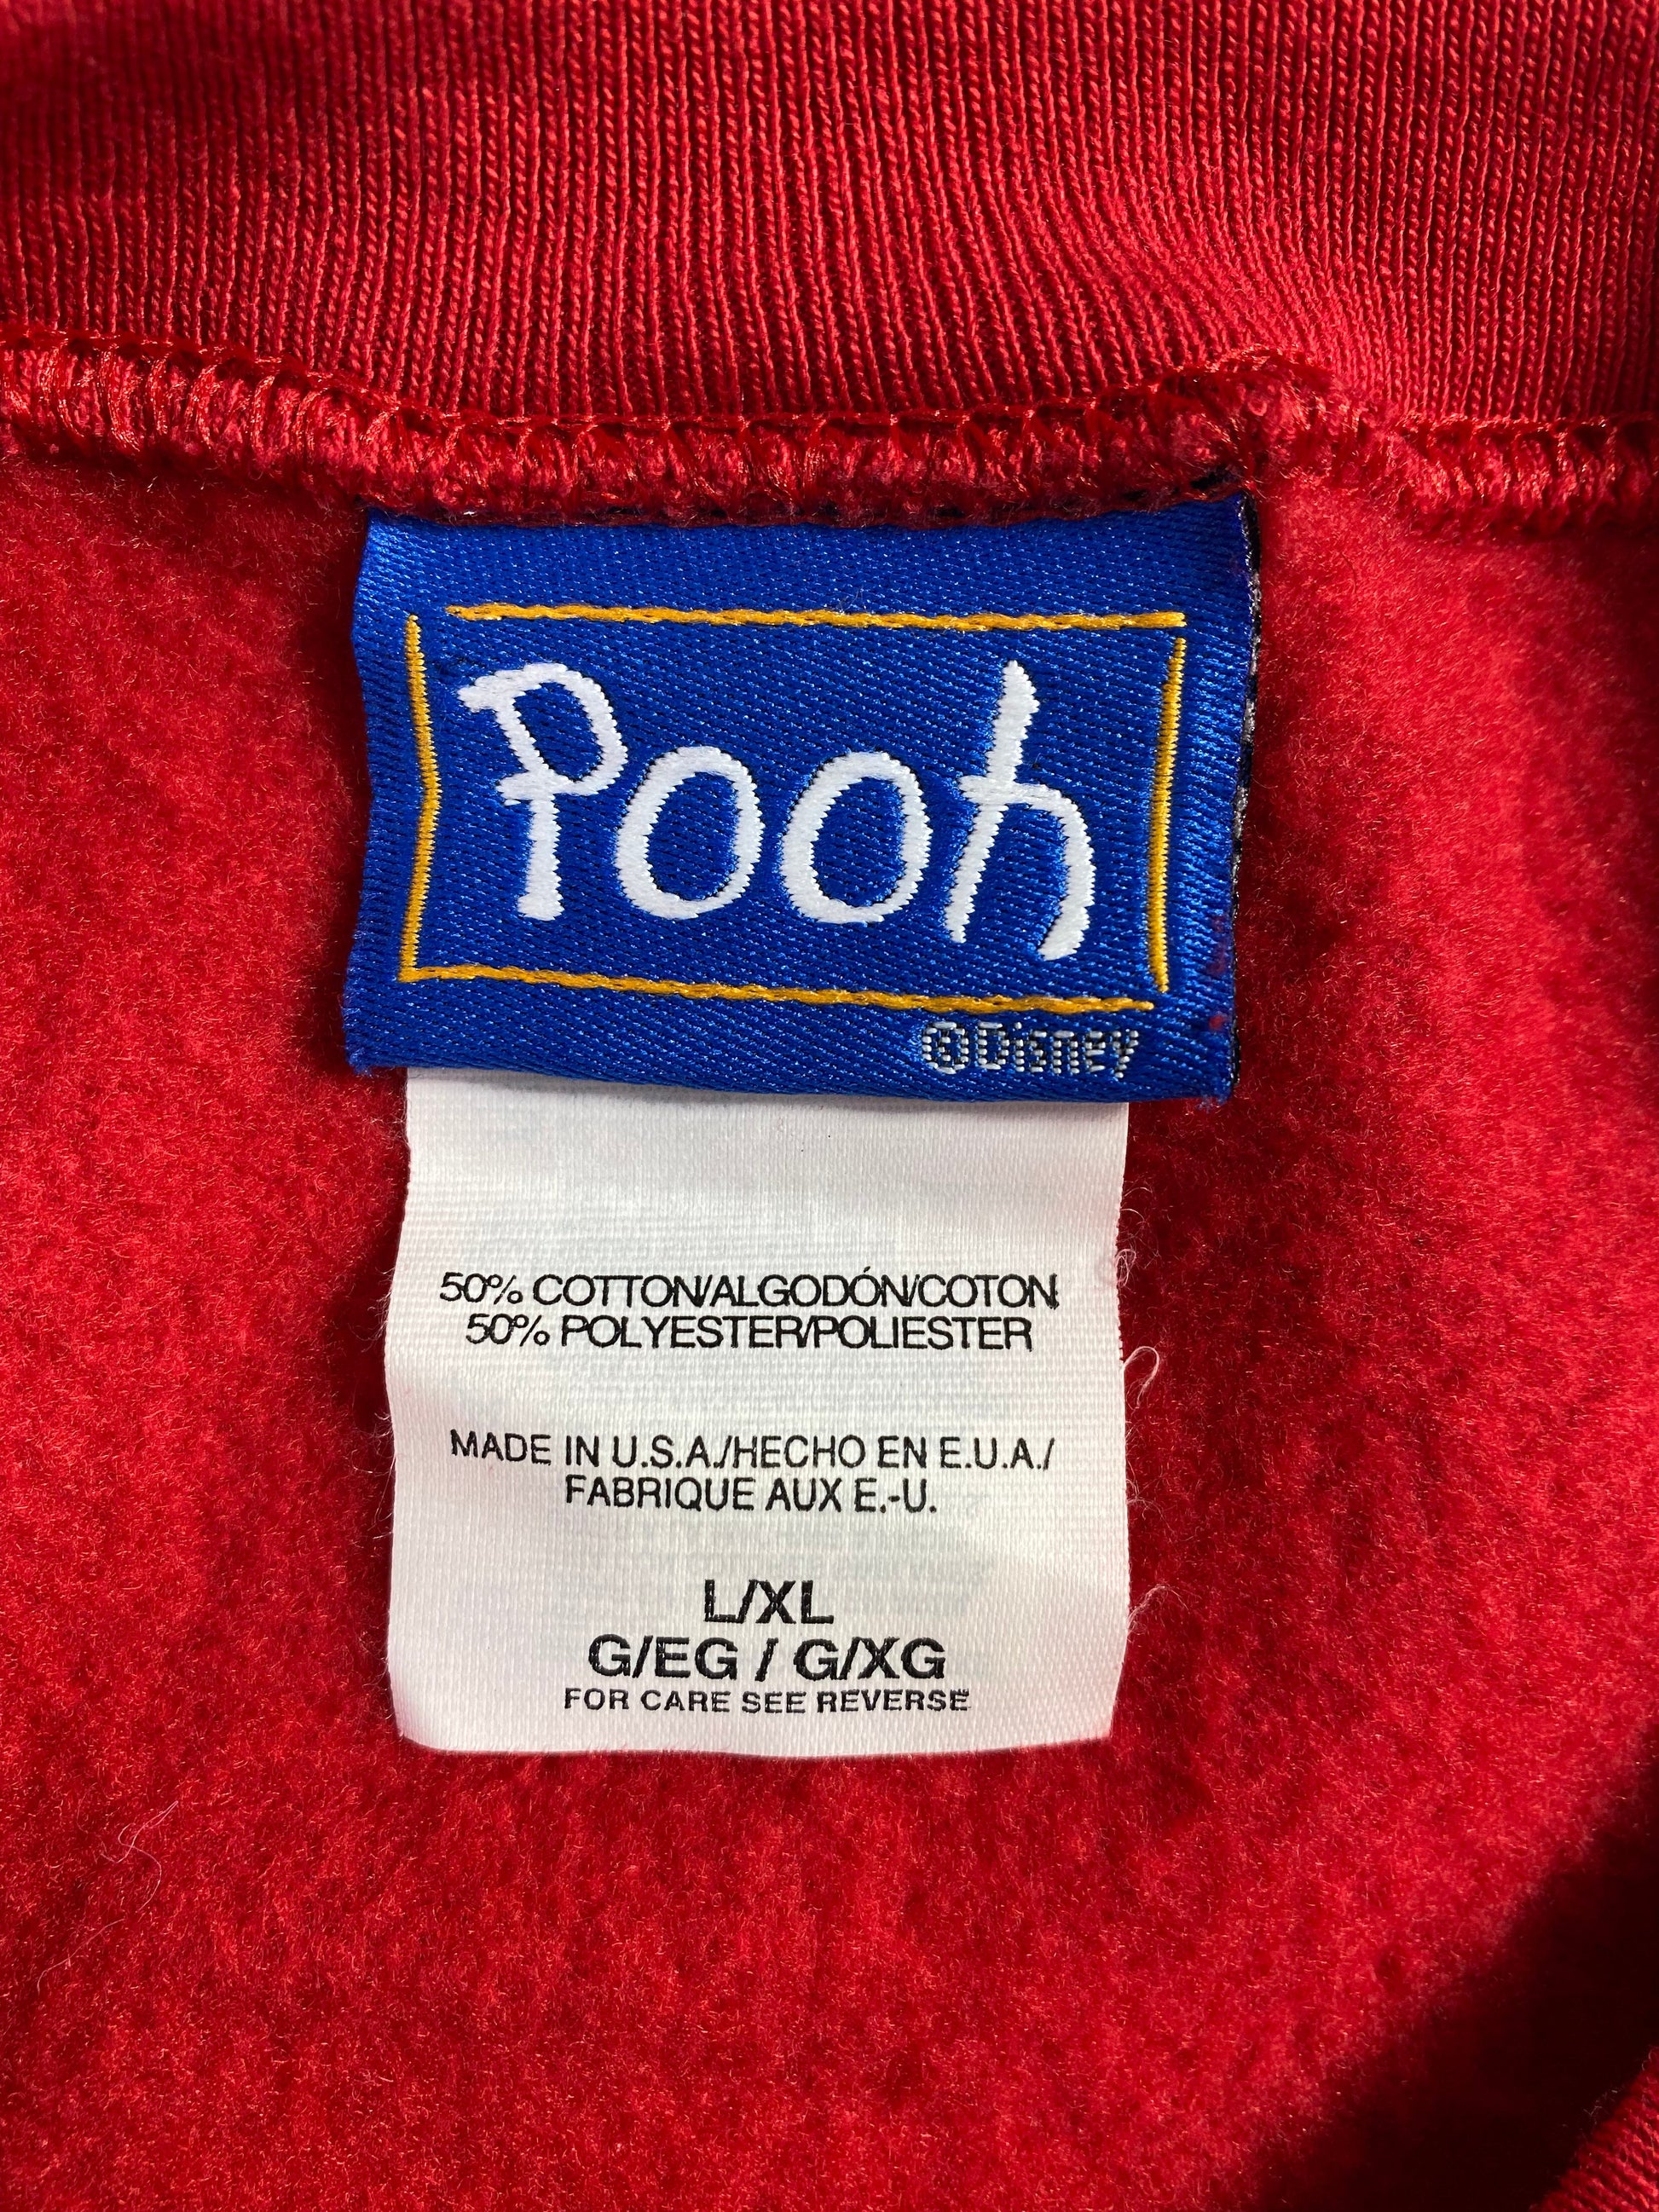 Pooh
©Disney
50% COTTON/ALGODÓN/COTON
50% POLYESTER/POLIESTER
MADE IN U.S.A./HECHO EN E.U.A./
FABRIQUE AUX E.-U.
L/XL
G/EG / G/XG
FOR CARE SEE REVERSE